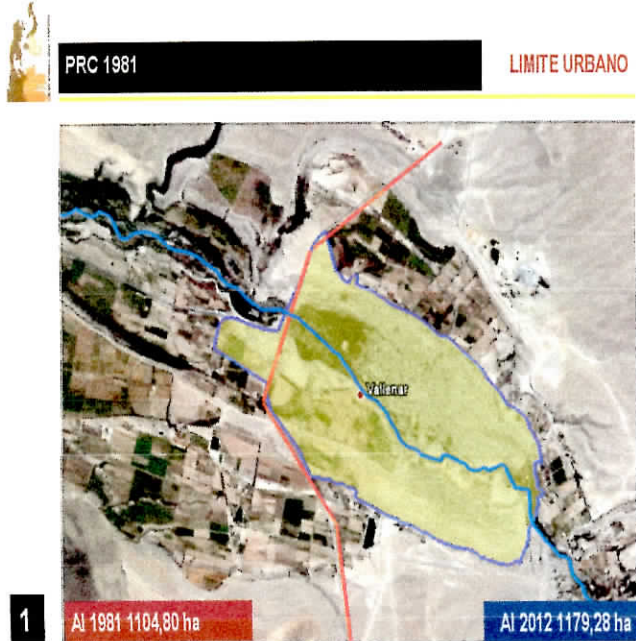 PRC 1981
LIMITE URBANO
Vallenar
1
Al 1981 1104,80 ha
Al 2012 1179,28 ha